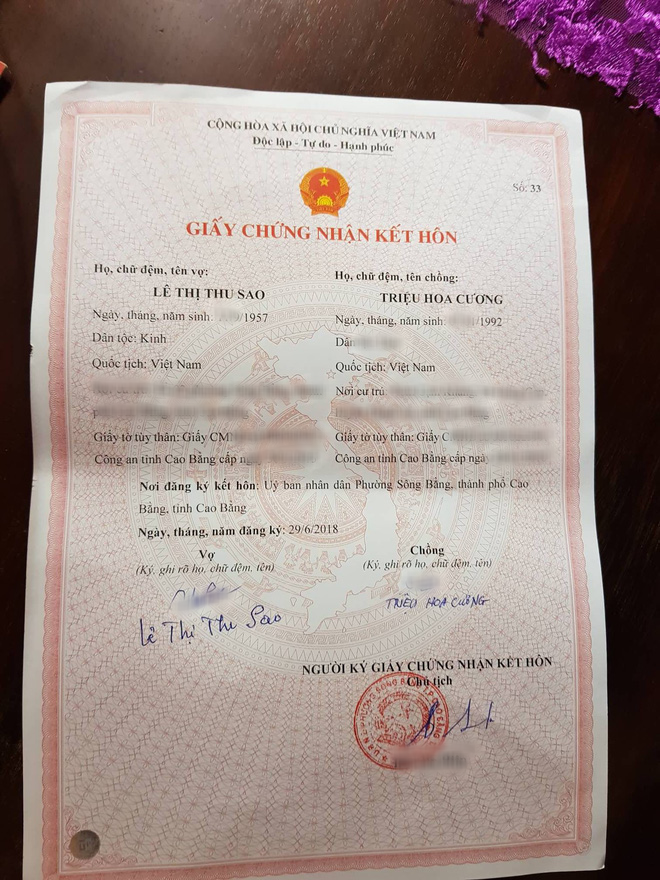 CỘNG HÒA XÃ HỘI CHỦ NGHĨA VIỆT NAM
Độc lập - Tự do - Hạnh phúc
Số: 33
GIẤY CHỨNG NHẬN KẾT HÔN
Họ, chữ đệm, tên vợ:
LÊ THỊ THU SAO
Ngày, tháng, năm sinh /1957
Dân tộc: Kinh
Quốc tịch: Việt Nam
Giấy tờ tùy thân: Giấy CM
Công an tỉnh Cao Bằng cấp ngày
Họ, chữ đệm, tên chồng:
TRIỆU HOA CƯƠNG
Ngày, tháng, năm sinh: /1992
Dân
Quốc tịch: Việt Nam
Nơi cư trú
Giấy tờ tùy thân: Giấy C
Công an tỉnh Cao Bằng cấp ngà
Nơi đăng ký kết hôn: Uỷ ban nhân dân Phường Sông Bằng, thành phố Cao
Bằng, tỉnh Cao Bằng
Ngày, tháng, năm đăng ký: 29/6/2018
Vợ
(Ký, ghi rõ họ, chữ đệm, tên)
Lê Thị Thu Sao
Chồng
(Ký, ghi rõ họ, chữ đệm, tên)
TRIỆU HOA CƯƠNG
NGƯỜI KÝ GIẤY CHỨNG NHẬN KẾT HÔN
Chủ tịch